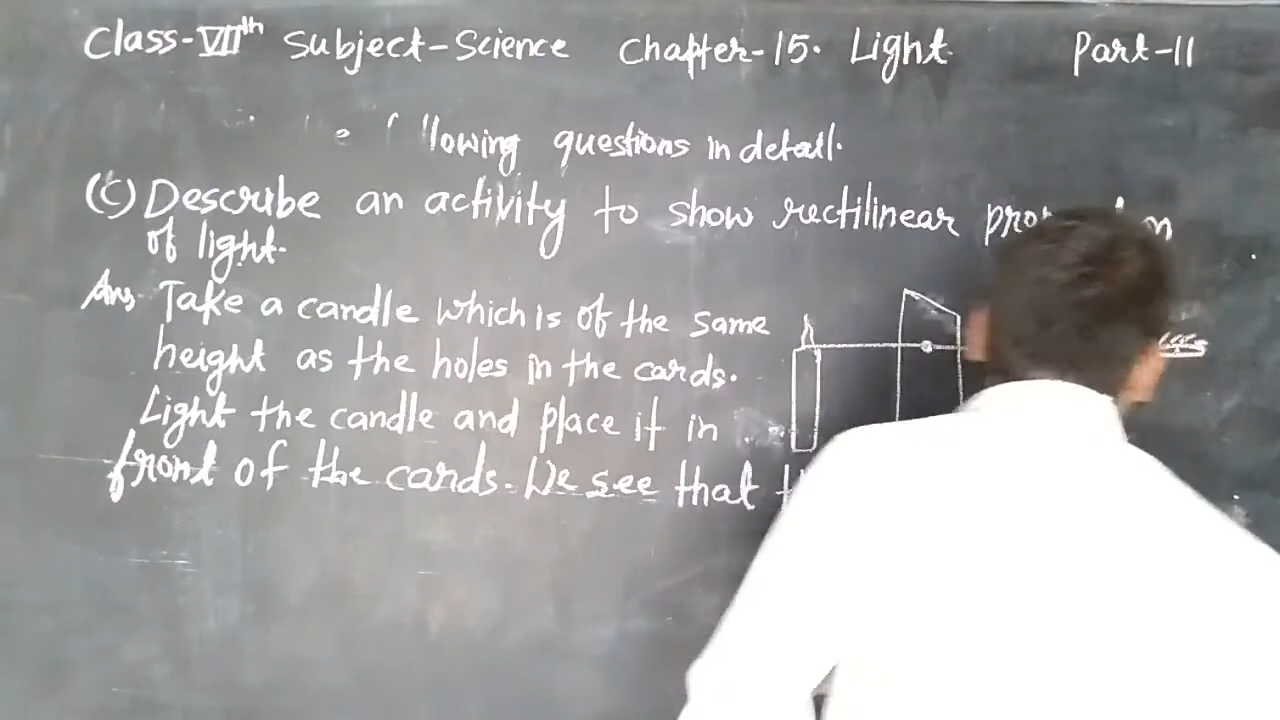 Class-VIIth Subject-Science Chapter-15. Light. Part-11
llowing questions in detail.
(C) Describe an activity to show rectilinear
of light.
Ans Take a candle which is of the same
height as the holes in the cards.
Light the candle and place it in
front of the cards. We see that